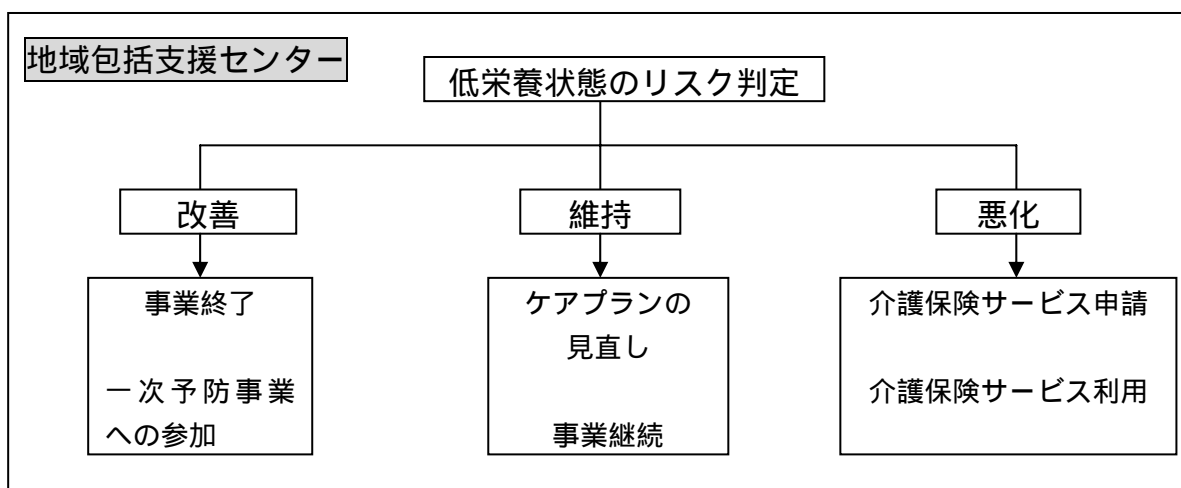 地域包括支援センター
低栄養状態のリスク判定
改善
維持
悪化
事業終了
一次予防事業
への参加
ケアプランの
見直し
事業継続
介護保険サービス申請
介護保険サービス利用